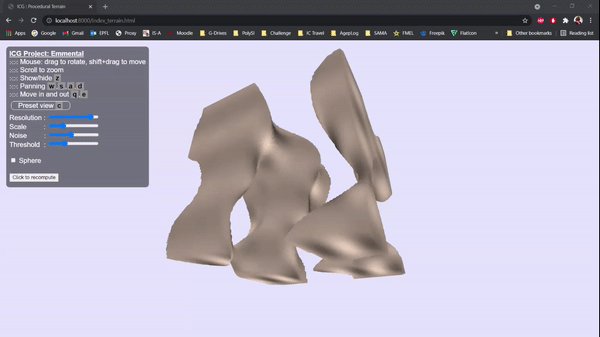 ICG : Procedural Terrain
localhost:8000/index_terrain.html
Apps Google Gmail EPFL Proxy IS-A Moodle G-Drives PolySI Challenge IC Travel AgepLog SAMA FMEL Freepik FlatIcon Other bookmarks Reading list
ICG Project: Emmental
Mouse: drag to rotate, shift+drag to move
Scroll to zoom
Show/hide z
Panning w s a d
Move in and out q e
Preset view c
Resolution :
Scale :
Noise :
Threshold :
Sphere
Click to recompute